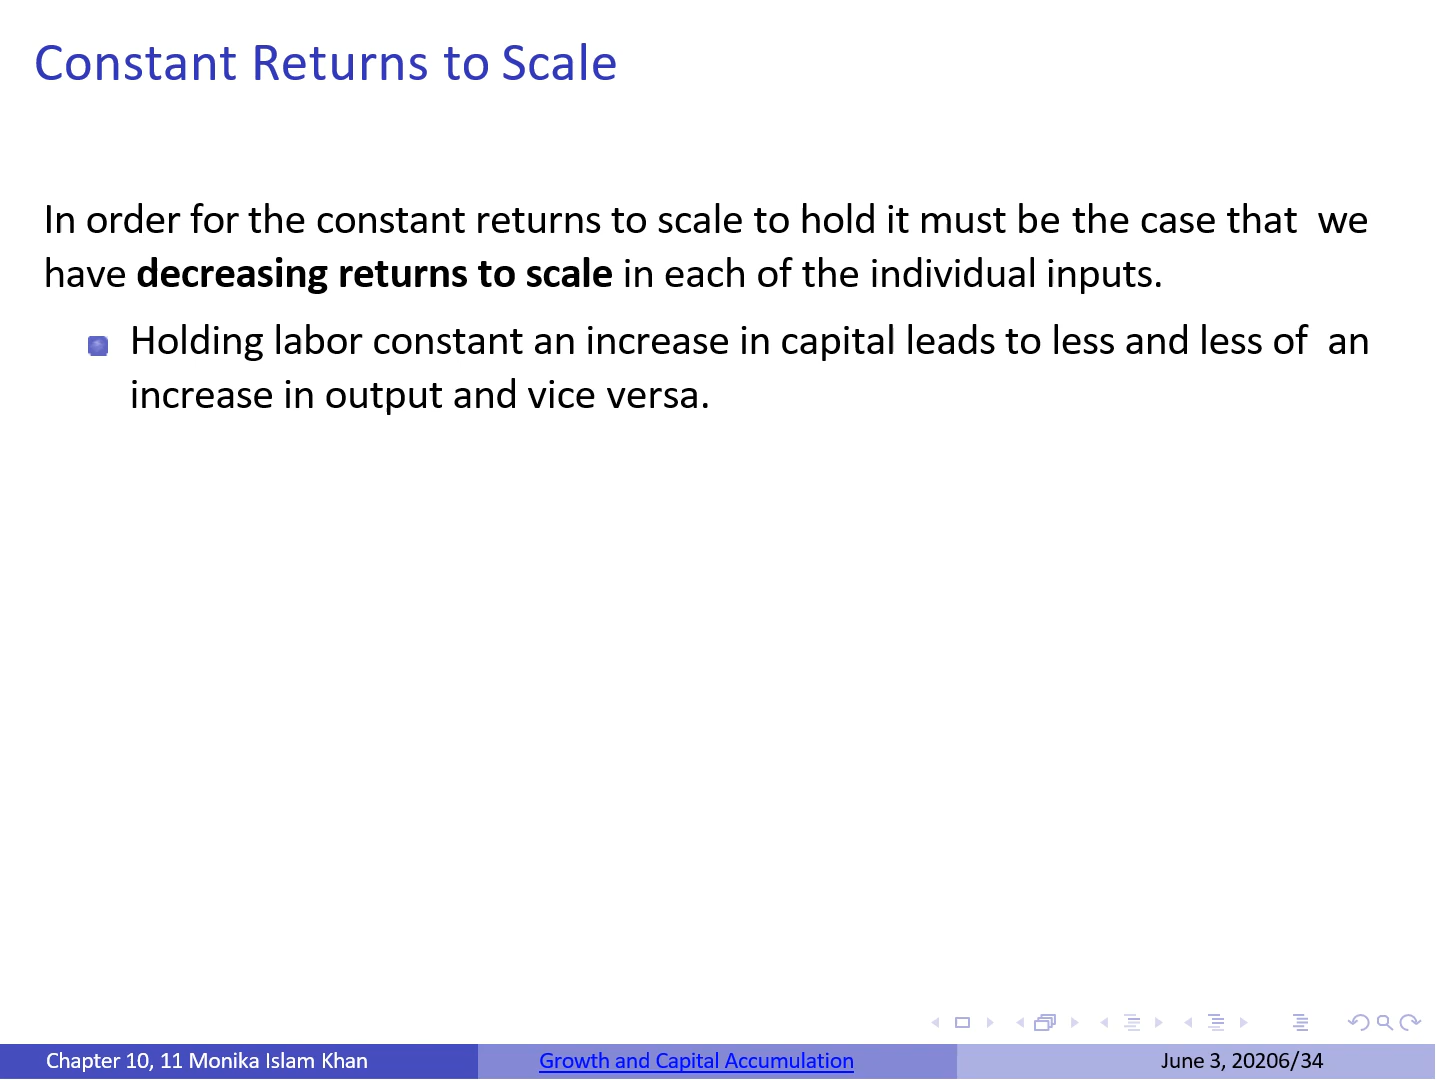 Constant Returns to Scale
In order for the constant returns to scale to hold it must be the case that we
have decreasing returns to scale in each of the individual inputs.
Holding labor constant an increase in capital leads to less and less of an
increase in output and vice versa.
Chapter 10, 11 Monika Islam Khan
Growth and Capital Accumulation
June 3, 20206/34